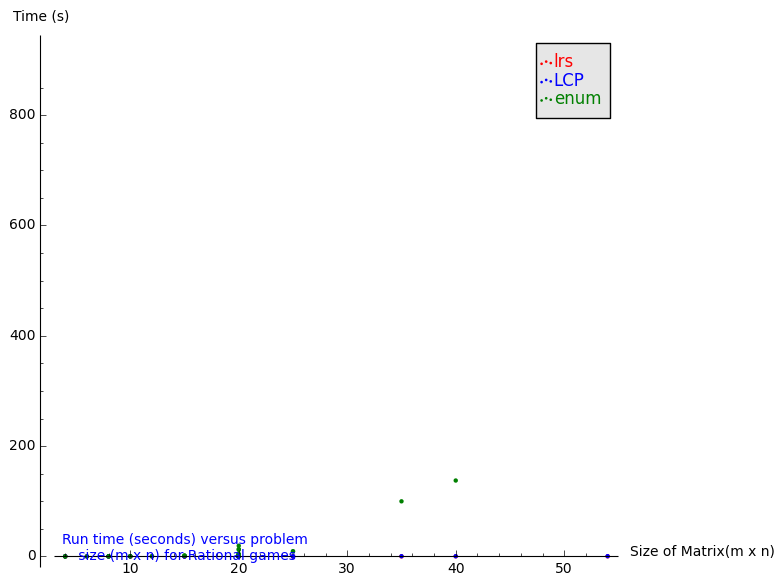 Time (s)
lrs
LCP
enum
800
600
400
200
0
Run time (seconds) versus problem
size (m x n) for Rational games
10 20 30 40 50
Size of Matrix(m x n)